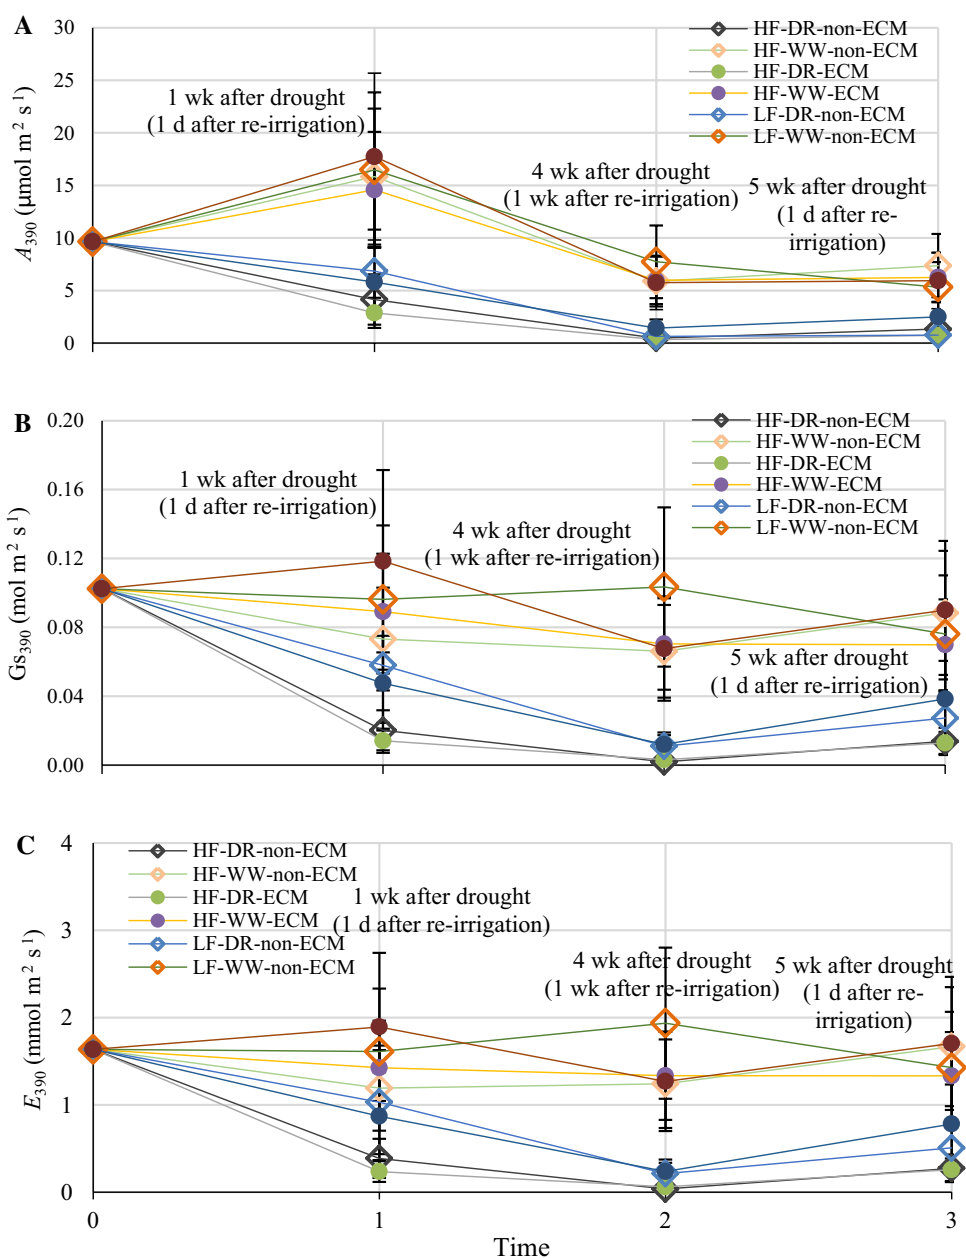 A
30
25
20
15
10
5
0
A390 (µmol m-2 s-1)
1 wk after drought
(1 d after re-irrigation)
4 wk after drought
(1 wk after re-irrigation)
5 wk after drought
(1 d after re-
irrigation)
HF-DR-non-ECM
HF-WW-non-ECM
HF-DR-ECM
HF-WW-ECM
LF-DR-non-ECM
LF-WW-non-ECM
B
0.20
0.16
0.12
0.08
0.04
0.00
Gs390 (mol m-2 s-1)
1 wk after drought
(1 d after re-irrigation)
4 wk after drought
(1 wk after re-irrigation)
5 wk after drought
(1 d after re-irrigation)
HF-DR-non-ECM
HF-WW-non-ECM
HF-DR-ECM
HF-WW-ECM
LF-DR-non-ECM
LF-WW-non-ECM
C
4
3
2
1
0
E390 (mmol m-2 s-1)
HF-DR-non-ECM
HF-WW-non-ECM
HF-DR-ECM
HF-WW-ECM
LF-DR-non-ECM
LF-WW-non-ECM
1 wk after drought
(1 d after re-irrigation)
4 wk after drought
(1 wk after re-irrigation)
5 wk after drought
(1 d after re-
irrigation)
0 1 2 3
Time